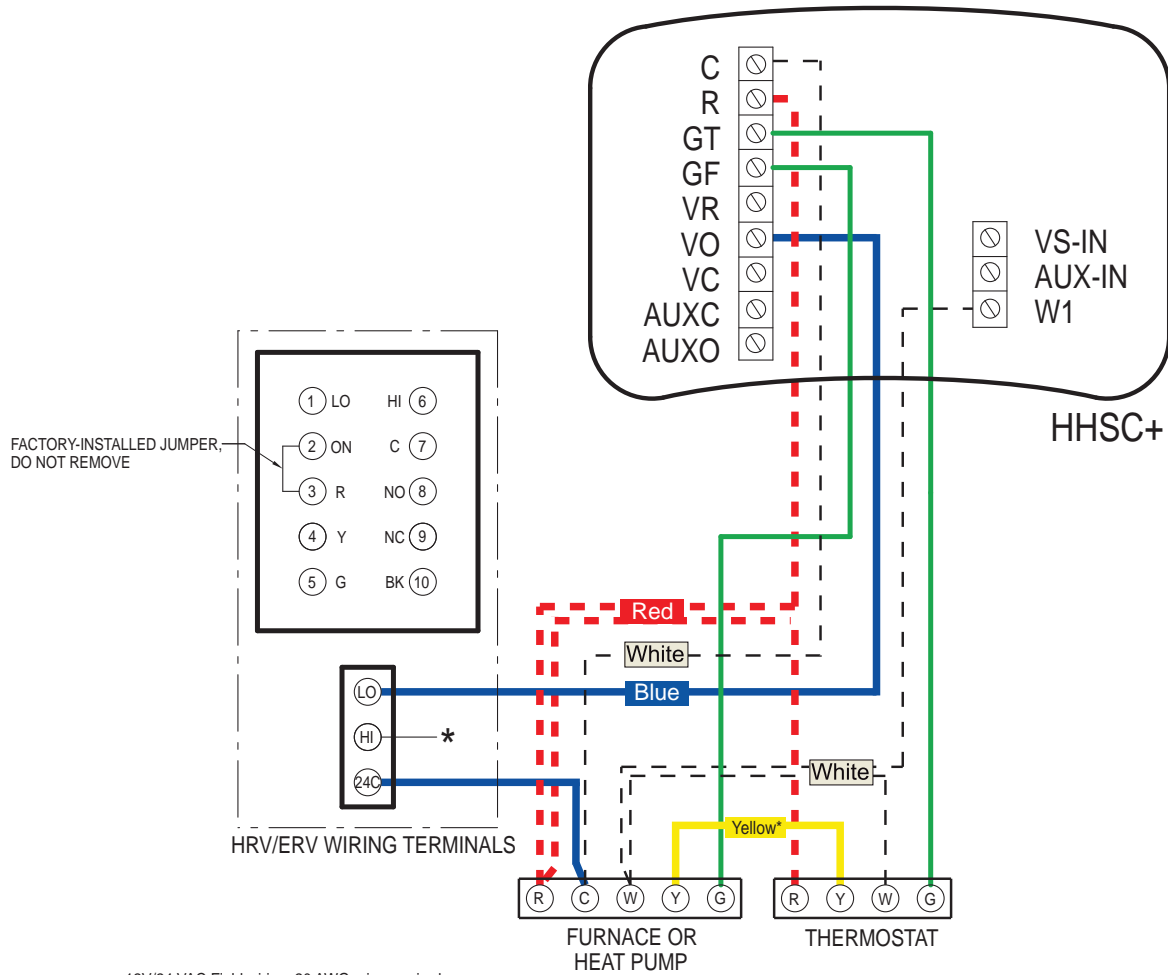 C
R
GT
GF
VR
VO
VC
AUXC
AUXO
VS-IN
AUX-IN
W1
HHSC+
FACTORY-INSTALLED JUMPER,
DO NOT REMOVE
1 LO HI 6
2 ON C 7
3 R NO 8
4 Y NC 9
5 G BK 10
Red
White
Blue
LO
HI *
24C
White
Yellow*
HRV/ERV WIRING TERMINALS
R C W Y G
R Y W G
FURNACE OR
HEAT PUMP
THERMOSTAT